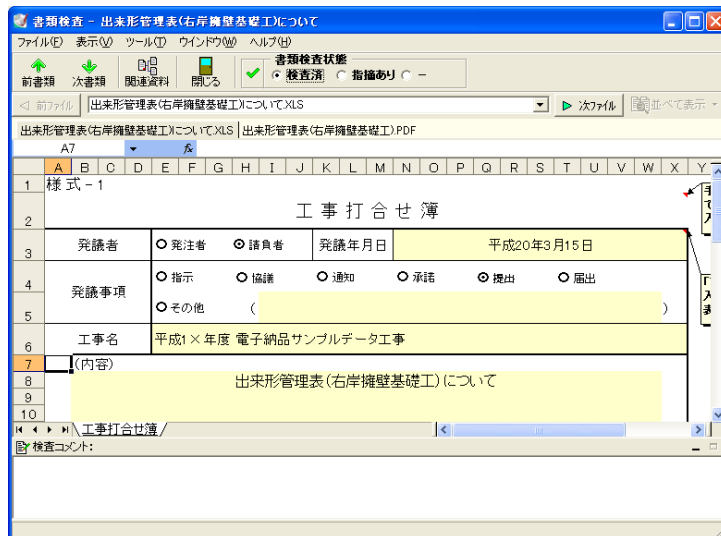 書類検査 - 出来形管理表(右岸擁壁基礎工)について
ファイル(F) 表示(V) ツール(T) ウインドウ(W) ヘルプ(H)
前書類 次書類 関連資料 閉じる 書類検査状態 検査済 指摘あり −
前ファイル 出来形管理表(右岸擁壁基礎工)について.XLS 次ファイル 並べて表示
出来形管理表(右岸擁壁基礎工)について.XLS 出来形管理表(右岸擁壁基礎工).PDF
A7 fx
A B C D E F G H I J K L M N O P Q R S T U V W X Y
1 様式-1
2 工事打合せ簿
3 発議者 発注者 請負者 発議年月日 平成20年3月15日
4 発議事項 指示 協議 通知 承諾 提出 届出
5 その他 ( )
6 工事名 平成1×年度 電子納品サンプルデータ工事
7 (内容)
8 出来形管理表(右岸擁壁基礎工)について
9
10
工事打合せ簿
検査コメント: